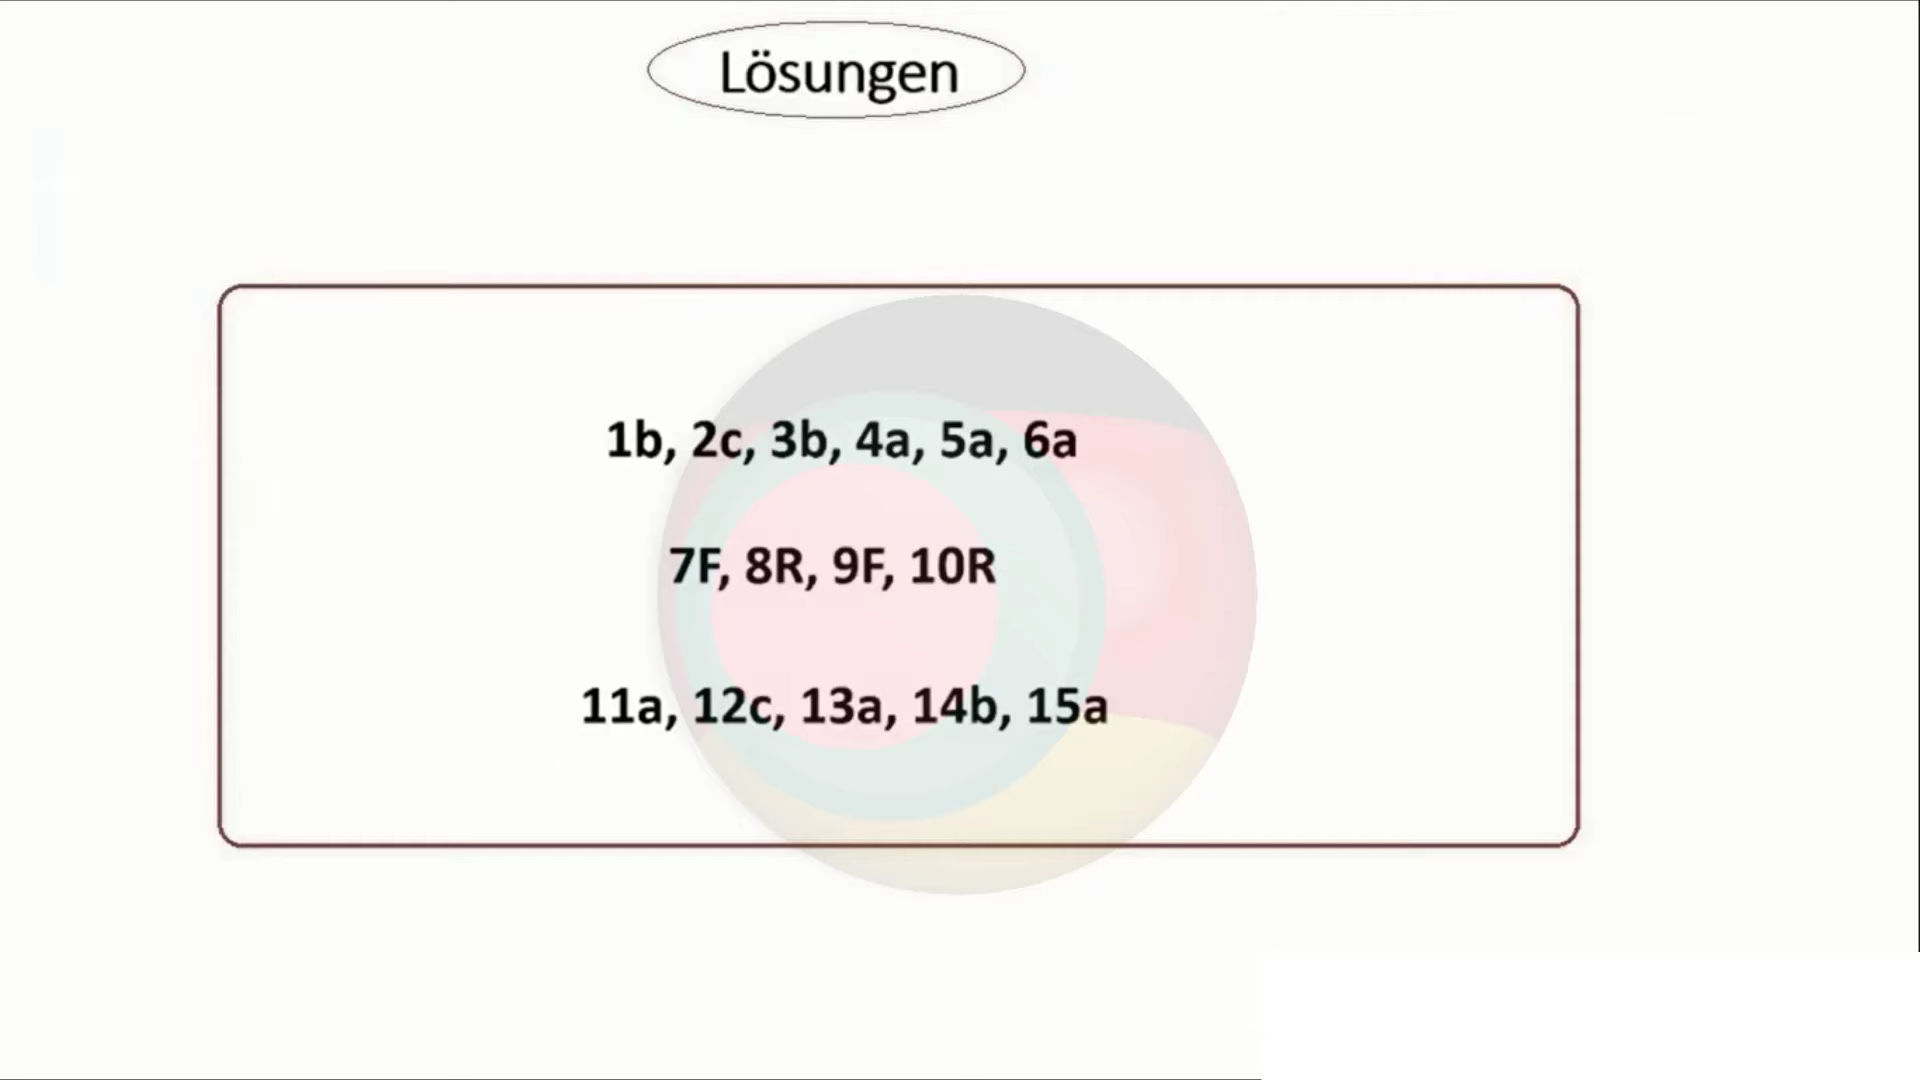 Lösungen
1b, 2c, 3b, 4a, 5a, 6a
7F, 8R, 9F, 10R
11a, 12c, 13a, 14b, 15a